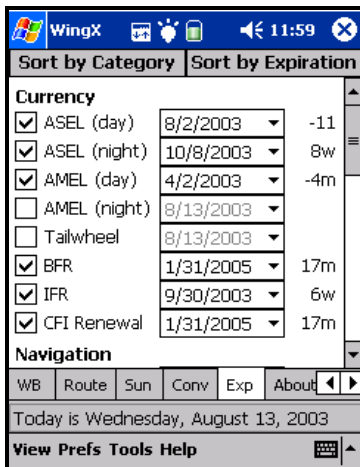 WingX 11:59
Sort by Category Sort by Expiration
Currency
ASEL (day) 8/2/2003 -11
ASEL (night) 10/8/2003 8w
AMEL (day) 4/2/2003 -4m
AMEL (night) 8/13/2003
Tailwheel 8/13/2003
BFR 1/31/2005 17m
IFR 9/30/2003 6w
CFI Renewal 1/31/2005 17m
Navigation
WB Route Sun Conv Exp About
Today is Wednesday, August 13, 2003
View Prefs Tools Help